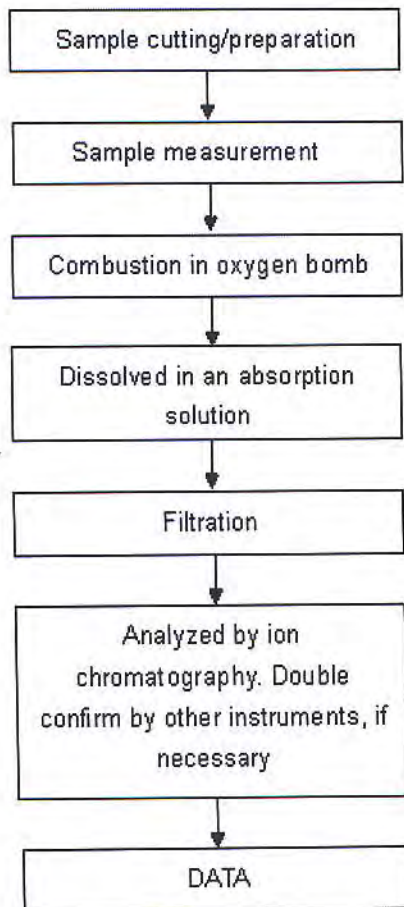 Sample cutting/preparation
Sample measurement
Combustion in oxygen bomb
Dissolved in an absorption
solution
Filtration
Analyzed by ion
chromatography. Double
confirm by other instruments, if
necessary
DATA